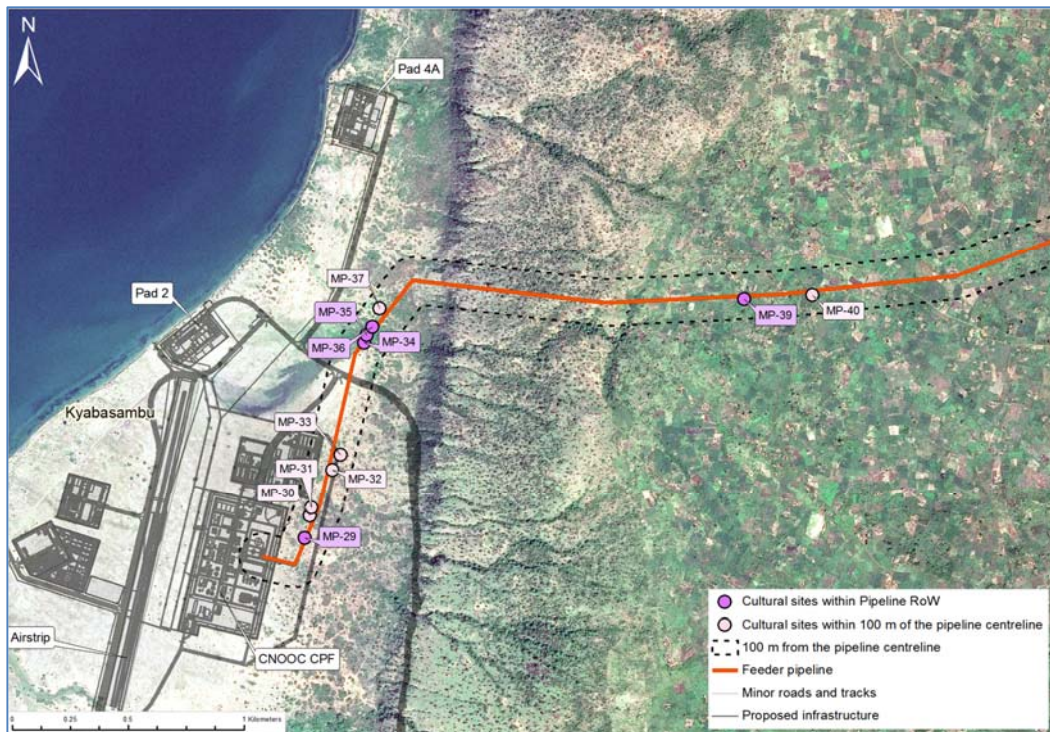 N
Pad 4A
MP-37
Pad 2
MP-35
MP-36
MP-34
MP-39
MP-40
Kyabasambu
MP-33
MP-31
MP-32
MP-30
MP-29
Airstrip
CNOOC CPF
Cultural sites within Pipeline RoW
Cultural sites within 100 m of the pipeline centreline
100 m from the pipeline centreline
Feeder pipeline
Minor roads and tracks
Proposed infrastructure
0 0.25 0.5 1 Kilometers